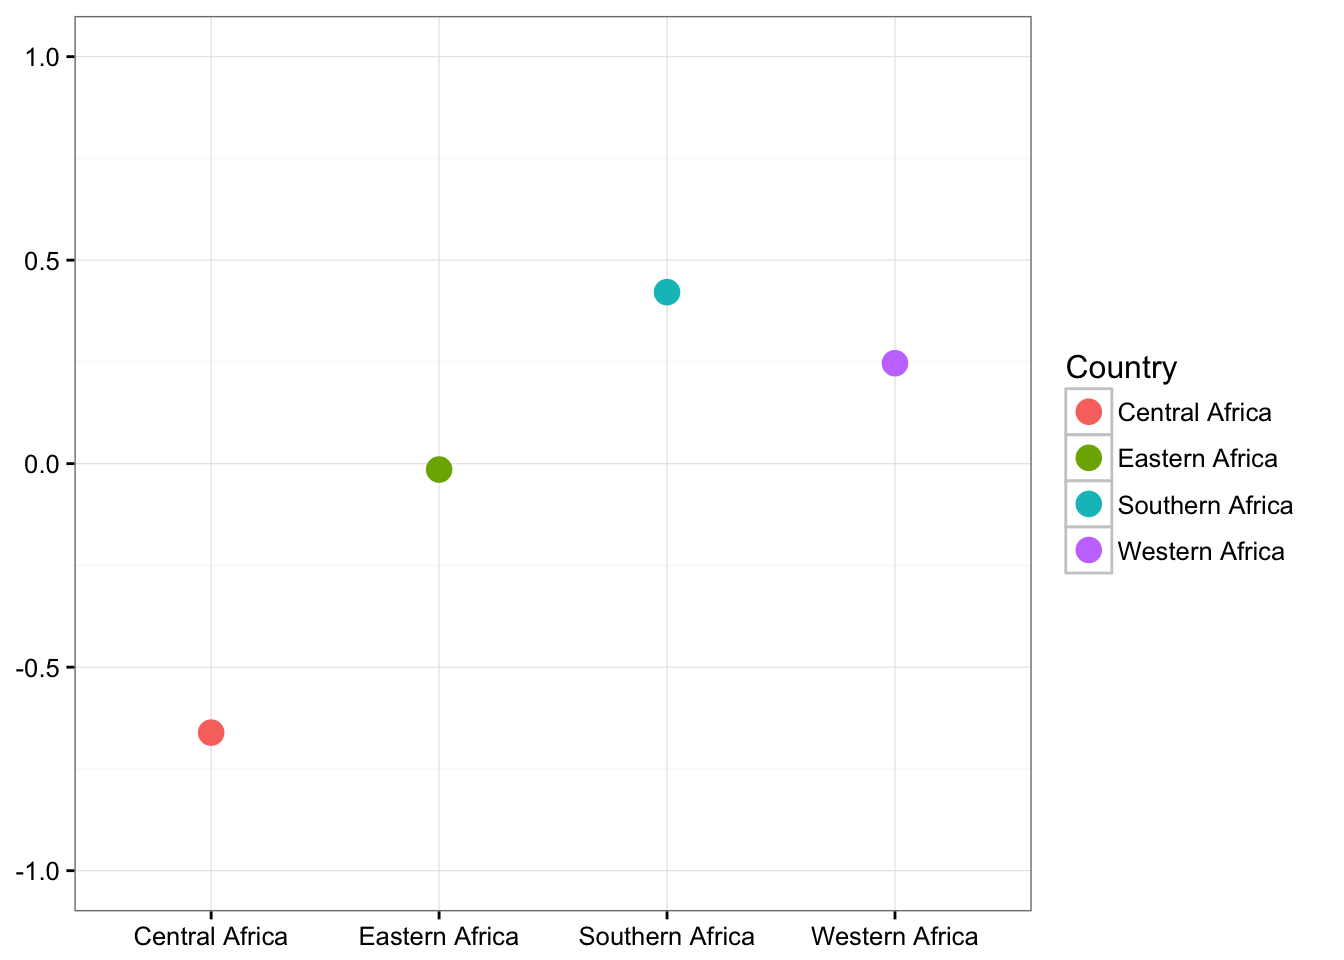 1.0
0.5
0.0
-0.5
-1.0
Central Africa
Eastern Africa
Southern Africa
Western Africa
Country
Central Africa
Eastern Africa
Southern Africa
Western Africa